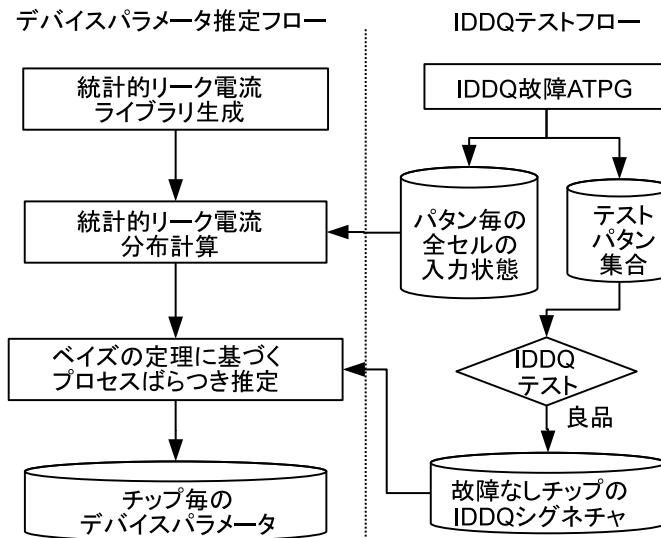 デバイスパラメータ推定フロー
統計的リーク電流
ライブラリ生成
統計的リーク電流
分布計算
ベイズの定理に基づく
プロセスばらつき推定
チップ毎の
デバイスパラメータ
IDDQテストフロー
IDDQ故障ATPG
パタン毎の
全セルの
入力状態
テスト
パタン
集合
IDDQ
テスト
良品
故障なしチップの
IDDQシグネチャ